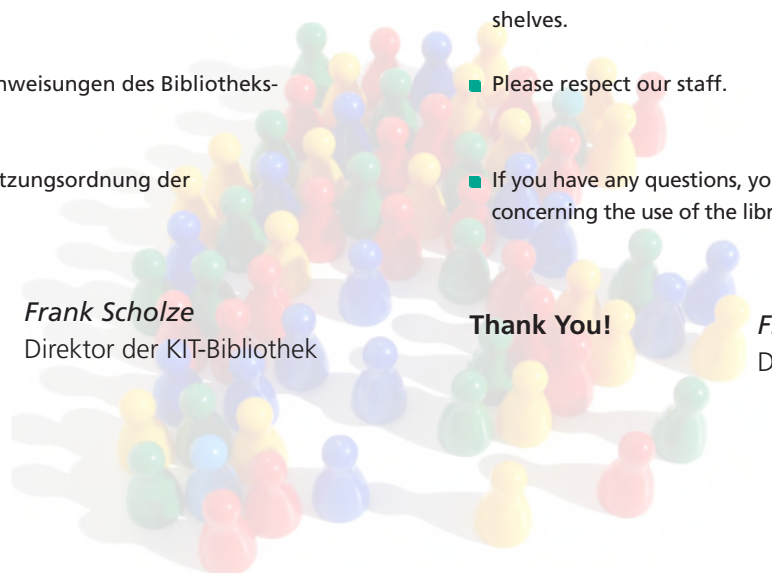 nweisungen des Bibliotheks-
tzungsordnung der
Frank Scholze
Direktor der KIT-Bibliothek
shelves.
Please respect our staff.
If you have any questions, yo
concerning the use of the libr
Thank You!
F
D